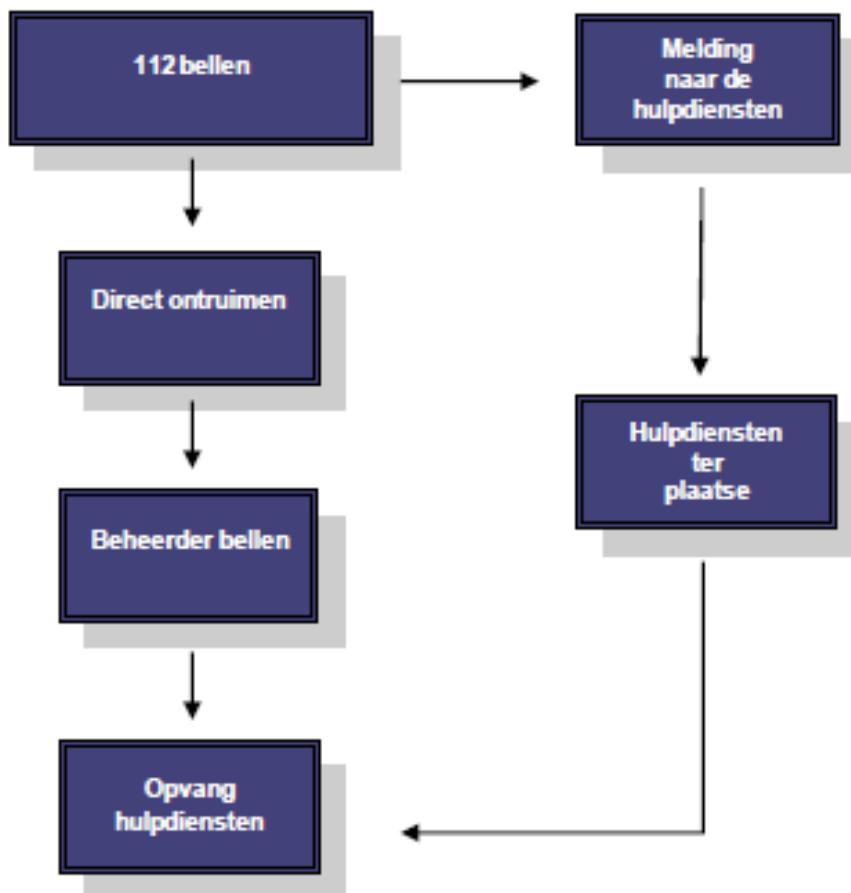 112 bellen
Melding
naar de
hulpdiensten
Direct ontruimen
Hulpdiensten
ter
plaatse
Beheerder bellen
Opvang
hulpdiensten